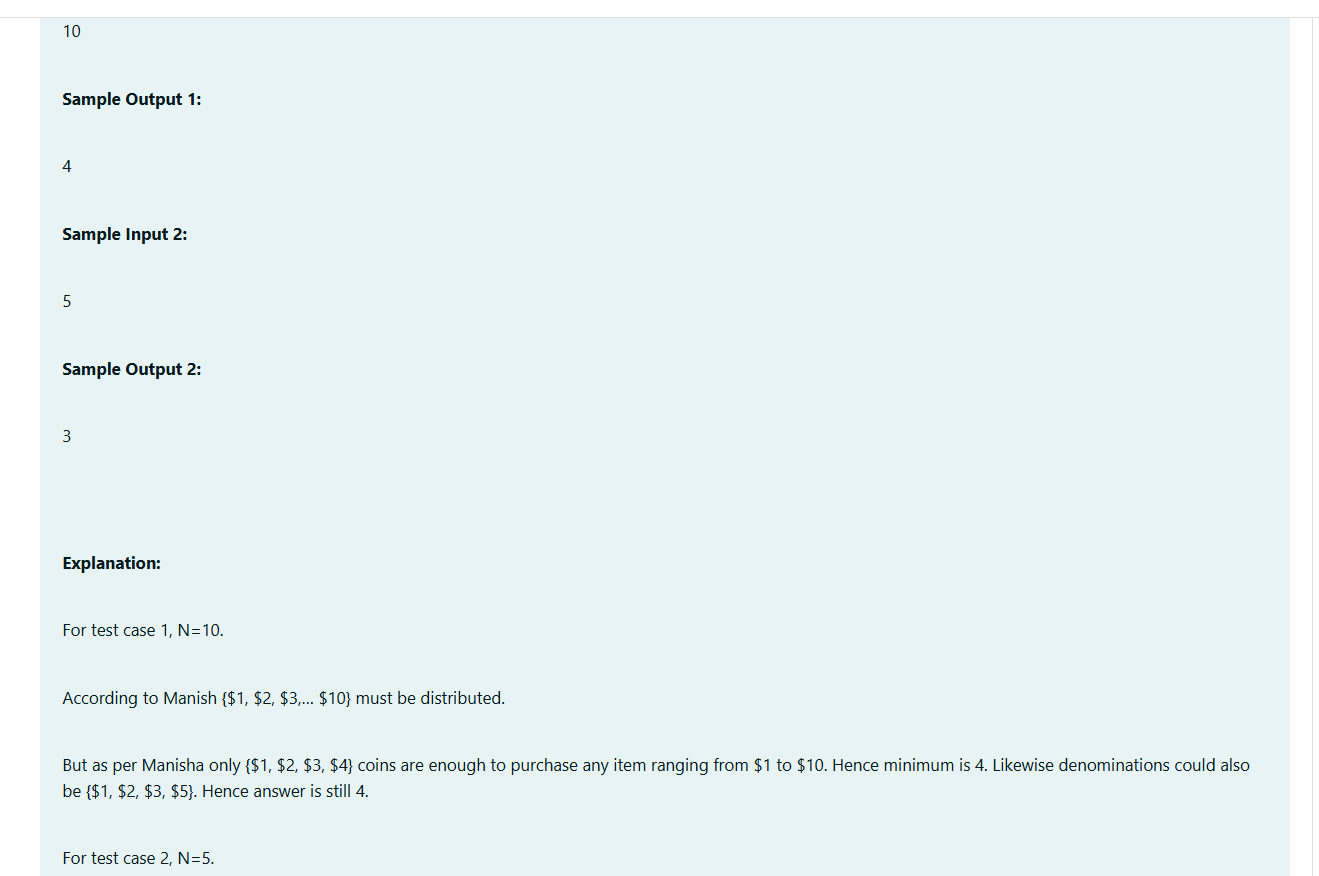 10
Sample Output 1:
4
Sample Input 2:
5
Sample Output 2:
3
Explanation:
For test case 1, N=10.
According to Manish {$1, $2, $3,... $10} must be distributed.
But as per Manisha only {$1, $2, $3, $4} coins are enough to purchase any item ranging from $1 to $10. Hence minimum is 4. Likewise denominations could also
be {$1, $2, $3, $5}. Hence answer is still 4.
For test case 2, N=5.